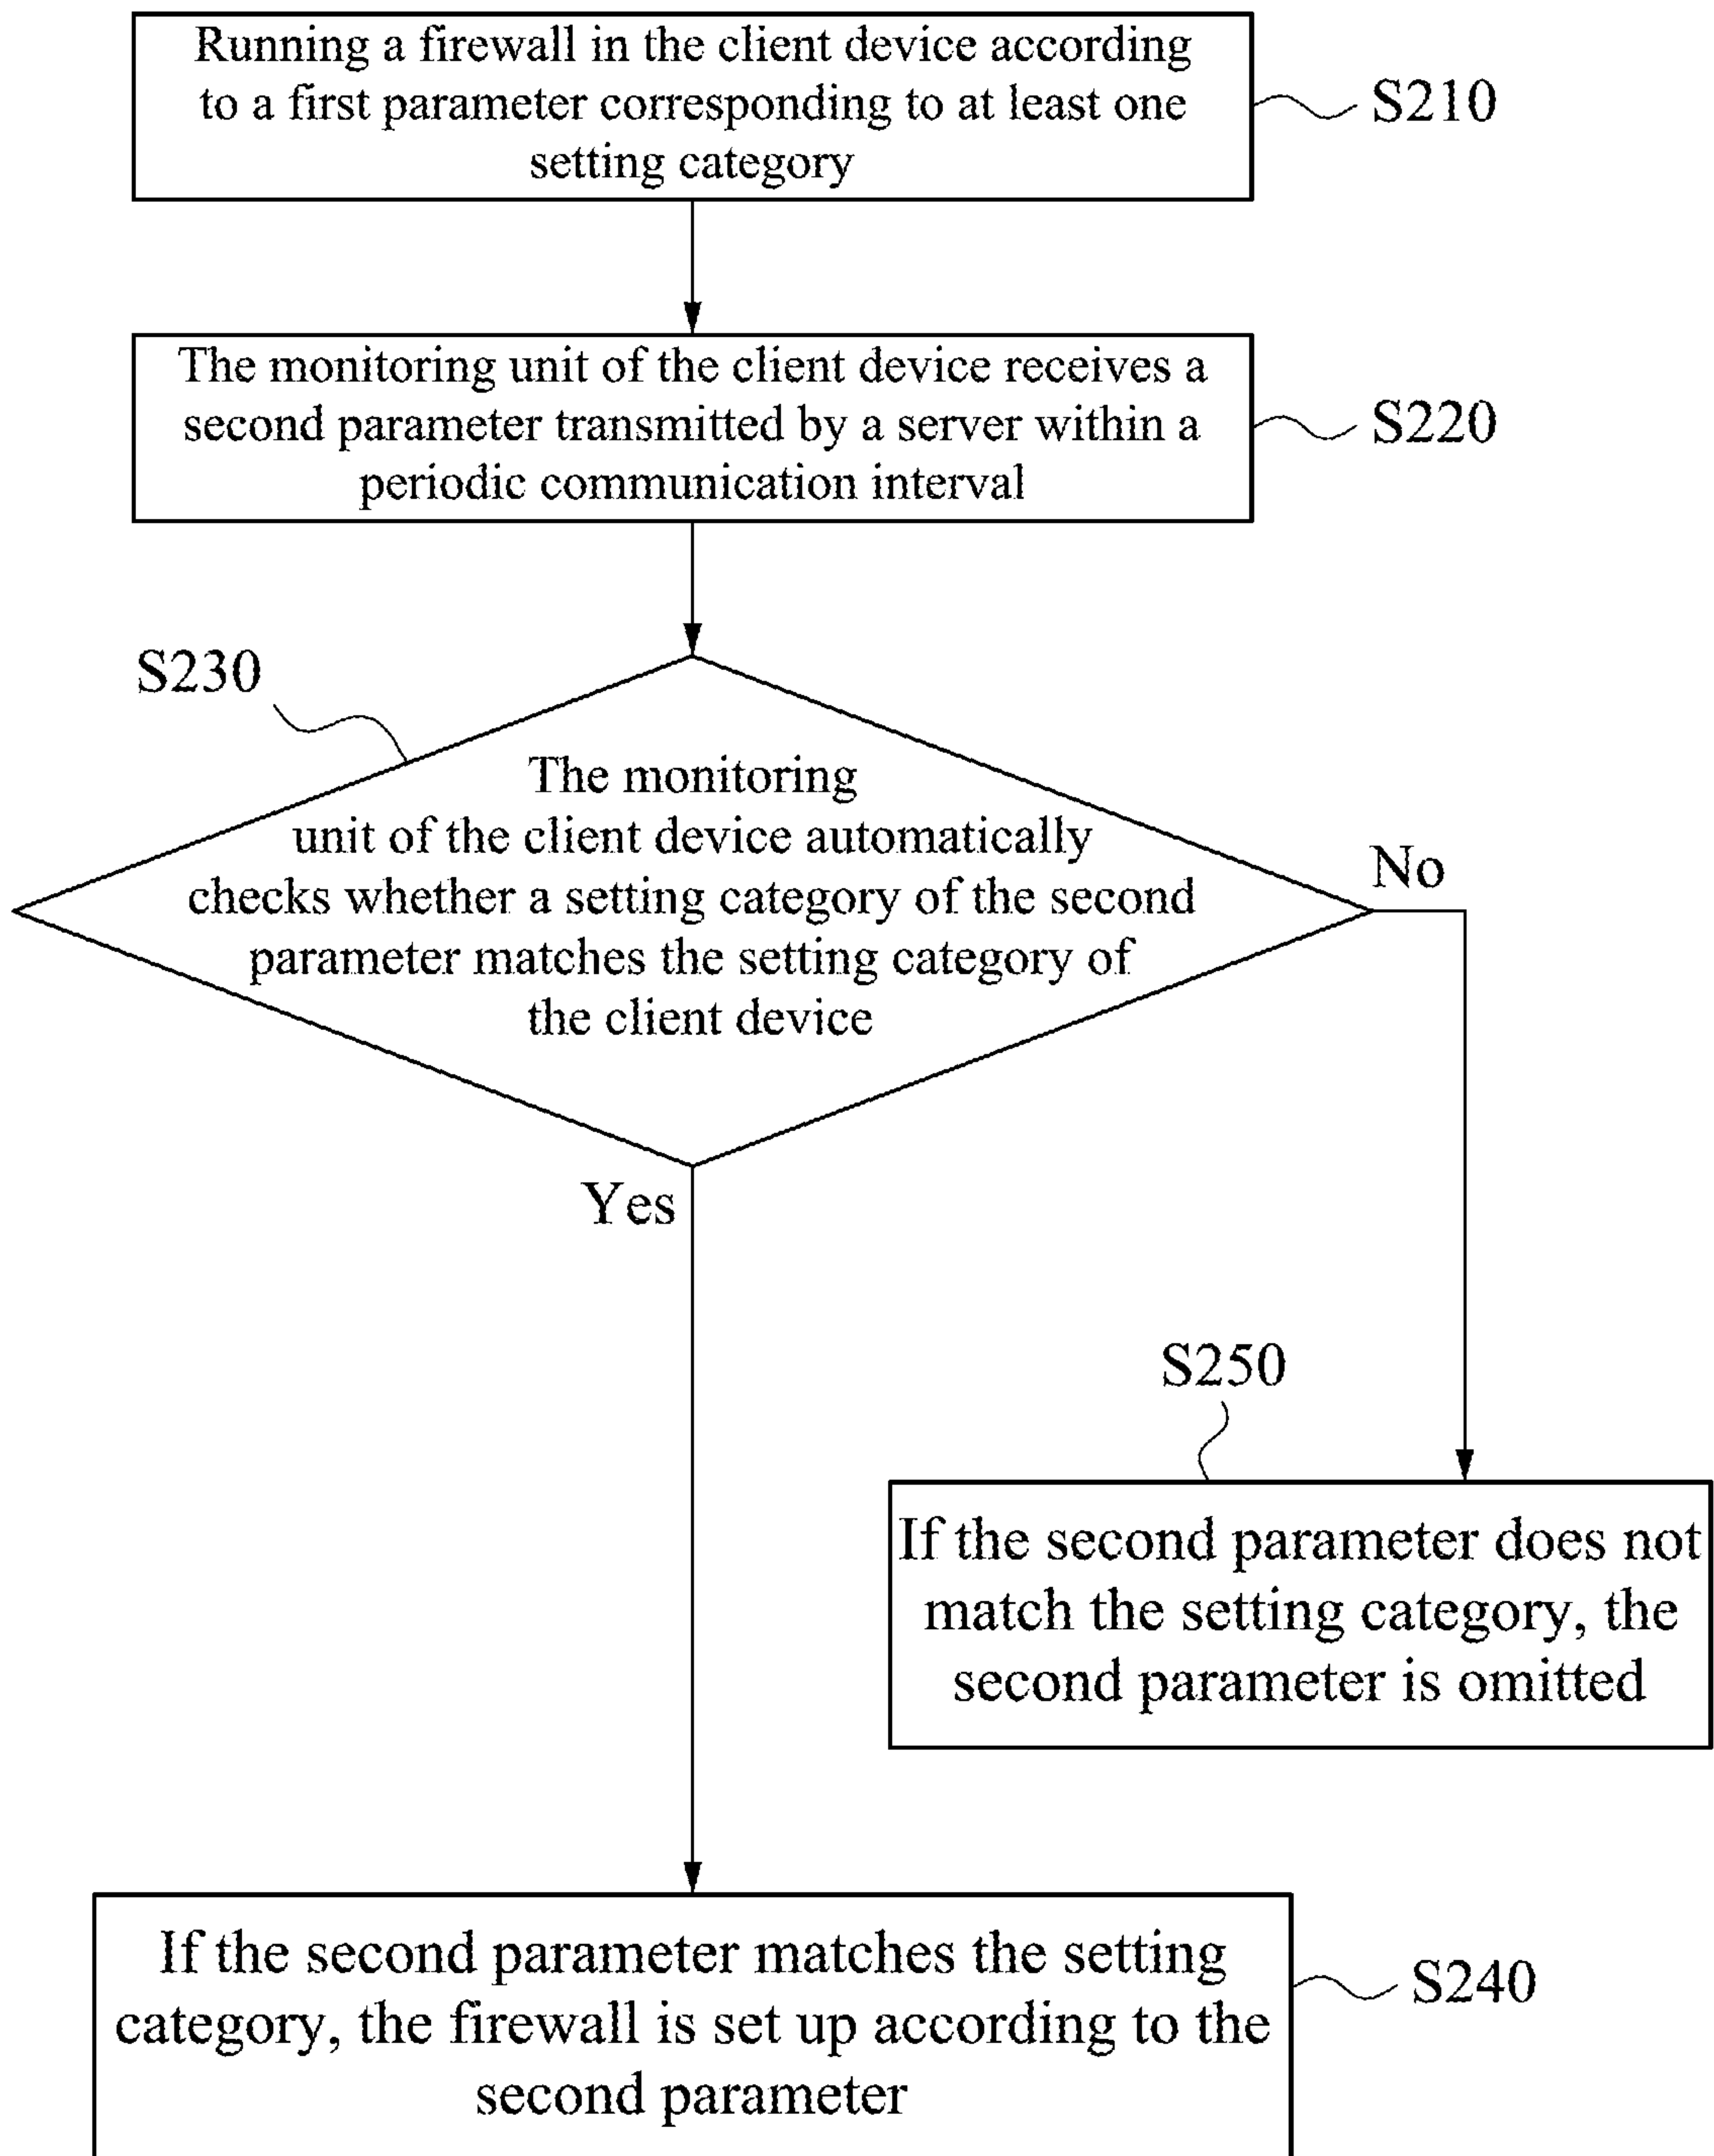 Running a firewall in the client device according
to a first parameter corresponding to at least one
setting category
S210
The monitoring unit of the client device receives a
second parameter transmitted by a server within a
periodic communication interval
S220
S230
The monitoring
unit of the client device automatically
checks whether a setting category of the second
parameter matches the setting category of
the client device
No
Yes
S250
If the second parameter does not
match the setting category, the
second parameter is omitted
If the second parameter matches the setting
category, the firewall is set up according to the
second parameter
S240